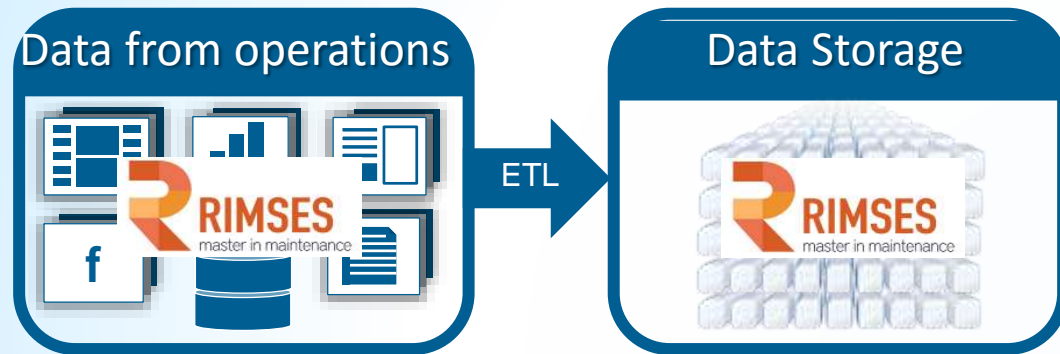 Data from operations
Data Storage
f
RIMSES
master in maintenance
ETL
RIMSES
master in maintenance